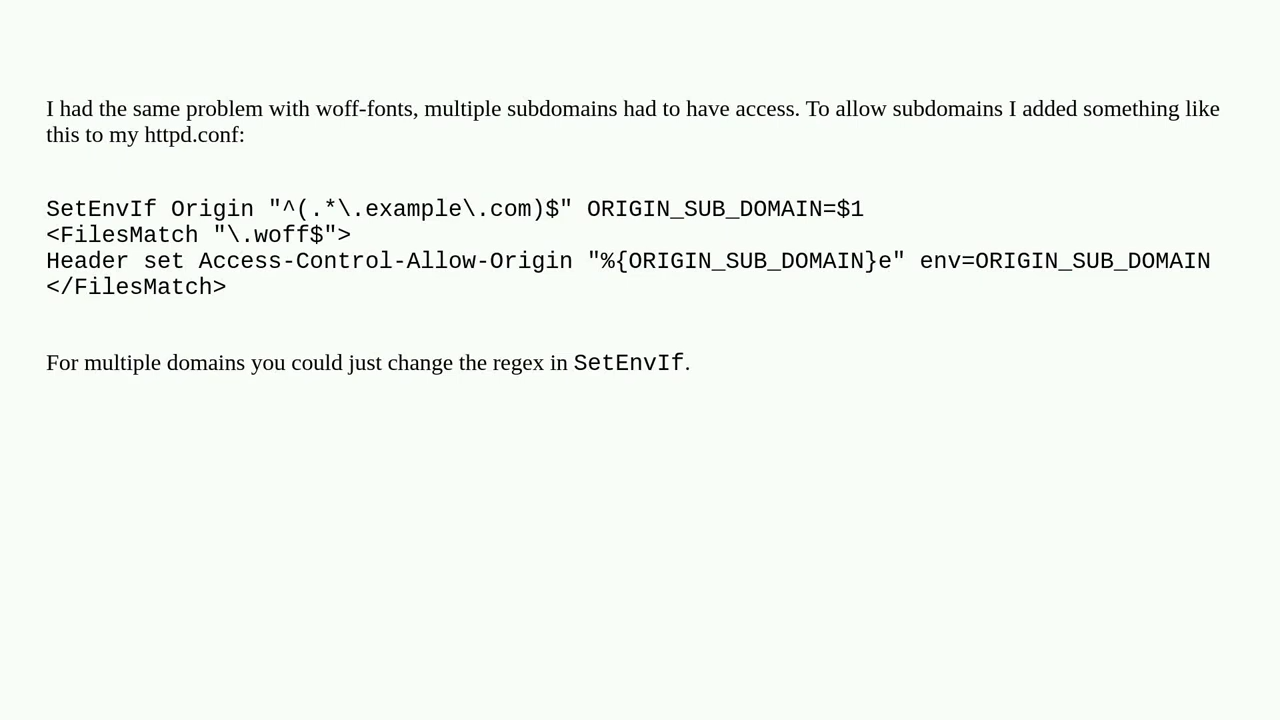 I had the same problem with woff-fonts, multiple subdomains had to have access. To allow subdomains I added something like
this to my httpd.conf:
SetEnvIf Origin "^(.*\.example\.com)$" ORIGIN_SUB_DOMAIN=$1
<FilesMatch "\.woff$">
Header set Access-Control-Allow-Origin "%{ORIGIN_SUB_DOMAIN}e" env=ORIGIN_SUB_DOMAIN
</FilesMatch>
For multiple domains you could just change the regex in SetEnvIf.